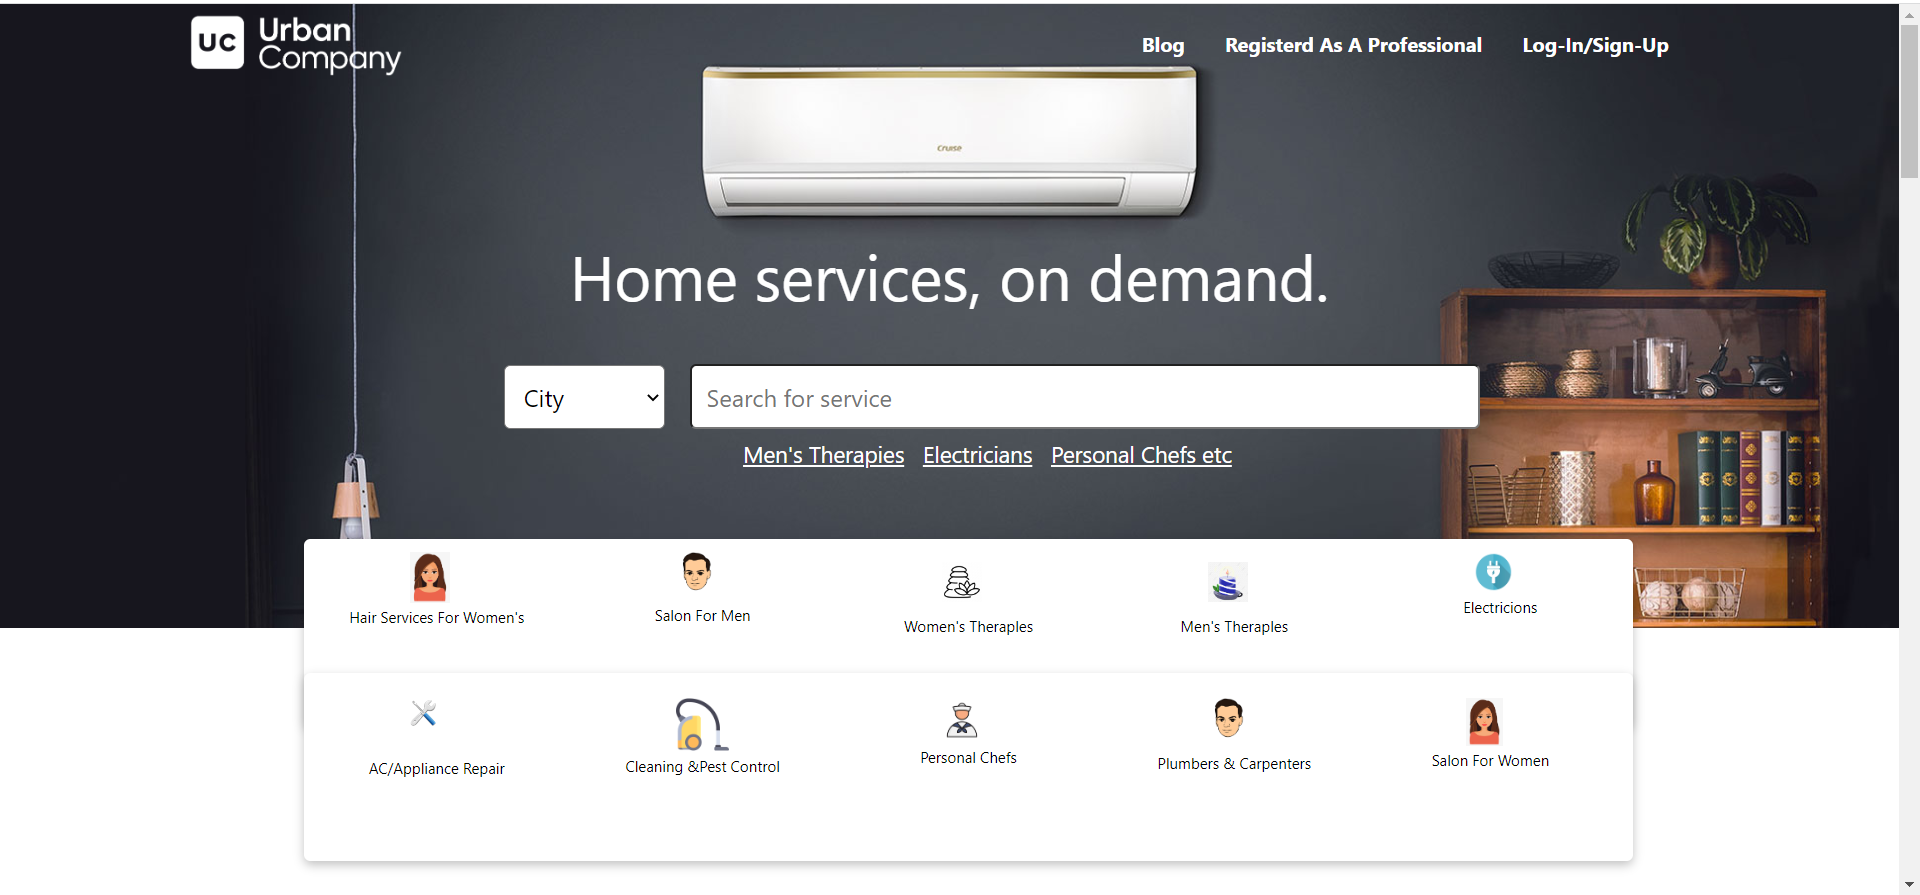 UC Urban Company
Blog Registerd As A Professional Log-In/Sign-Up
Cruise
Home services, on demand.
City Search for service
Men's Therapies Electricians Personal Chefs etc
Hair Services For Women's Salon For Men Women's Theraples Men's Theraples Electricions
AC/Appliance Repair Cleaning &Pest Control Personal Chefs Plumbers & Carpenters Salon For Women